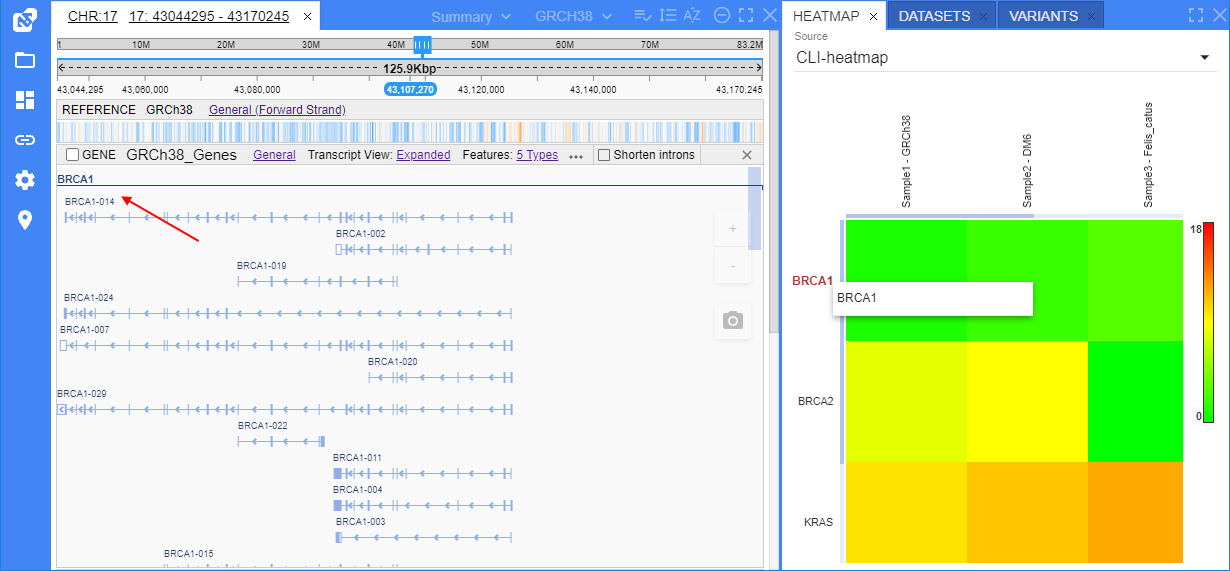 CHR:17 17: 43044295 - 43170245 ×
Summary GRCH38 AZ
1 10M 20M 30M 40M 50M 60M 70M 83.2M
125.9Kbp
43,044,295 43,060,000 43,080,000 43,107,270 43,120,000 43,140,000 43,170,245
REFERENCE GRCh38 General (Forward Strand)
GENE GRCh38_Genes General Transcript View: Expanded Features: 5 Types ... Shorten introns ×
BRCA1
BRCA1-014
BRCA1-002
BRCA1-019
BRCA1-024
BRCA1-007
BRCA1-020
BRCA1-029
BRCA1-022
BRCA1-011
BRCA1-004
BRCA1-003
BRCA1-015
+
-
HEATMAP × DATASETS × VARIANTS ×
Source
CLI-heatmap
Sample1 - GRCh38
Sample2 - DM6
Sample3 - Felis_catus
BRCA1
BRCA1
BRCA2
KRAS
18
0